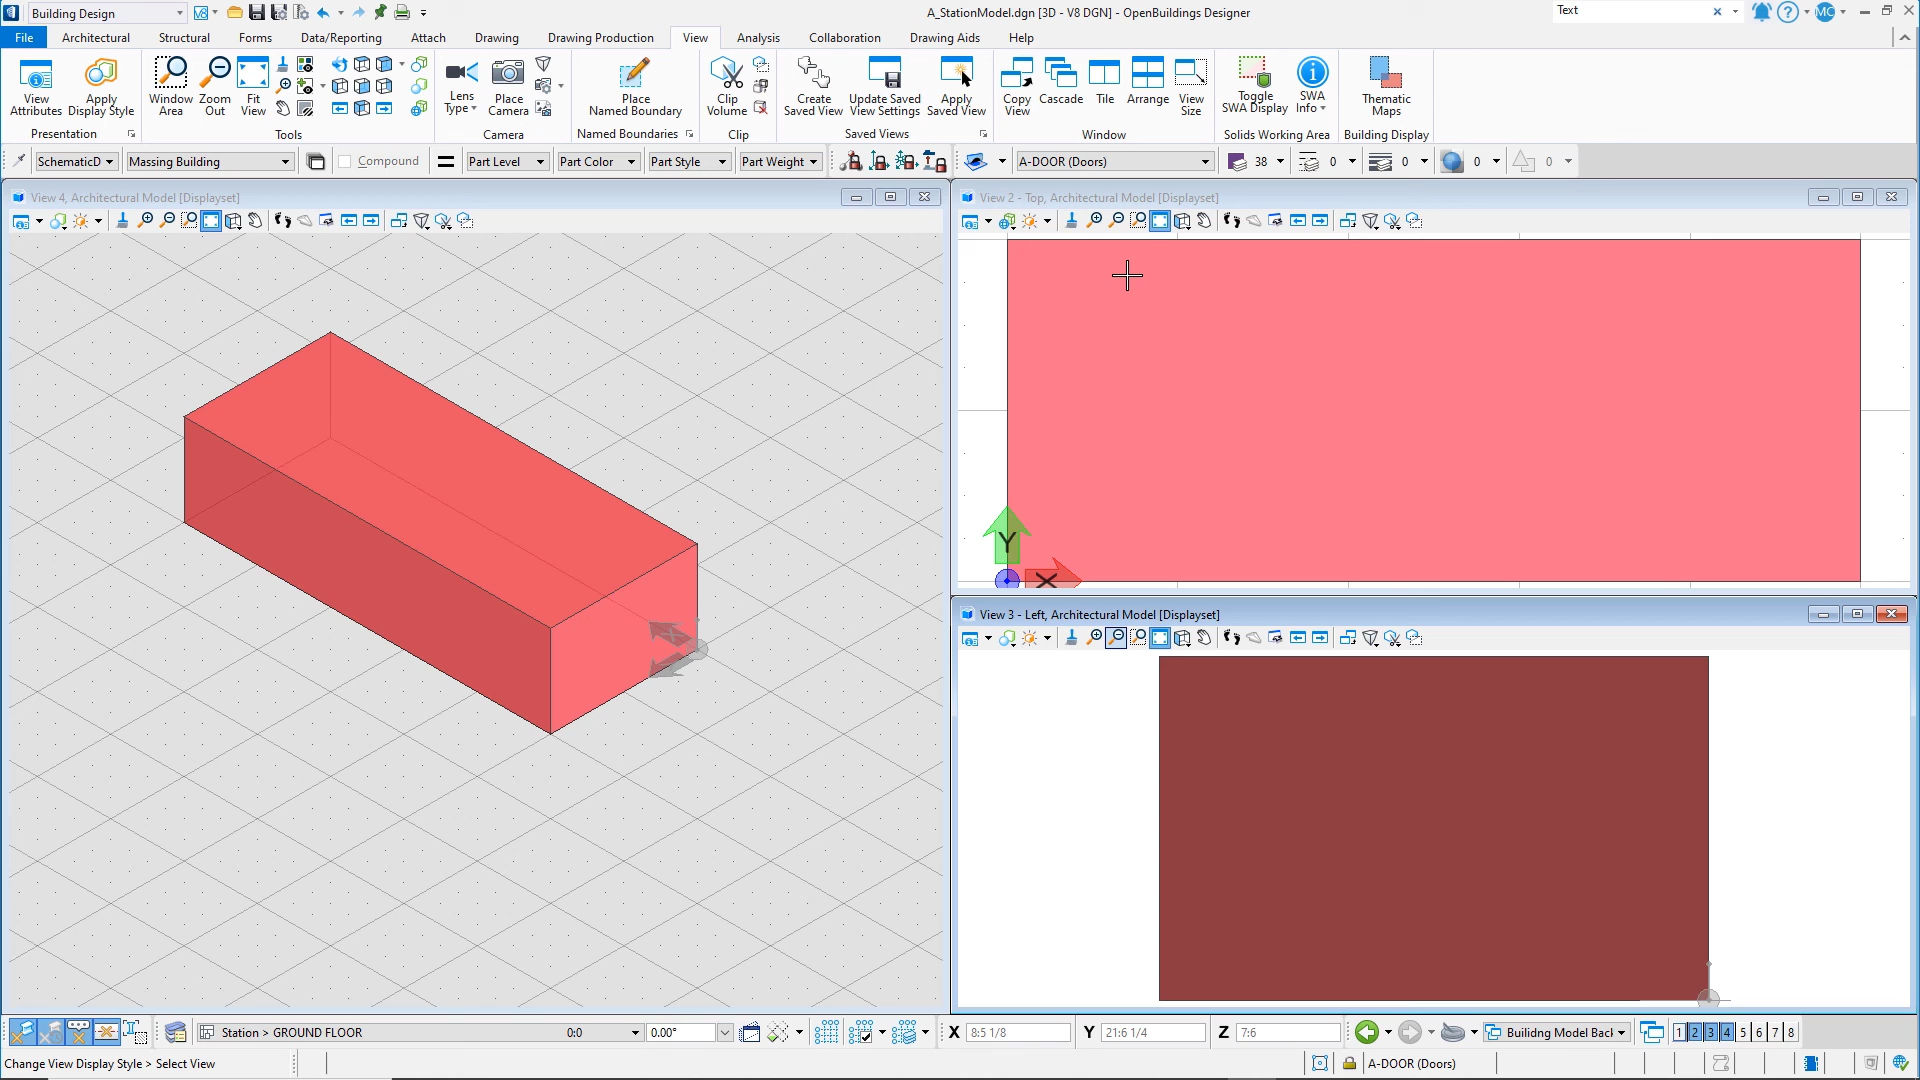 Building Design
A_StationModel.dgn [3D - V8 DGN] - OpenBuildings Designer
Text
MC
File Architectural Structural Forms Data/Reporting Attach Drawing Drawing Production View Analysis Collaboration Drawing Aids Help
View Attributes
Apply Display Style
Window Area
Zoom Out
Fit View
Lens Type
Place Camera
Place Named Boundary
Clip Volume
Create Saved View
Update Saved View Settings
Apply Saved View
Copy View
Cascade
Tile
Arrange
View Size
Toggle SWA Display
SWA Info
Thematic Maps
Presentation Tools Camera Named Boundaries Clip Saved Views Window Solids Working Area Building Display
SchematicD Massing Building Compound Part Level Part Color Part Style Part Weight A-DOOR (Doors) 38 0 0 0 0
View 4, Architectural Model [Displayset]
View 2 - Top, Architectural Model [Displayset]
Y
X
View 3 - Left, Architectural Model [Displayset]
Station > GROUND FLOOR 0:0 0.00° X 8:5 1/8 Y 21:6 1/4 Z 7:6 Builidng Model Back 1 2 3 4 5 6 7 8
Change View Display Style > Select View A-DOOR (Doors)